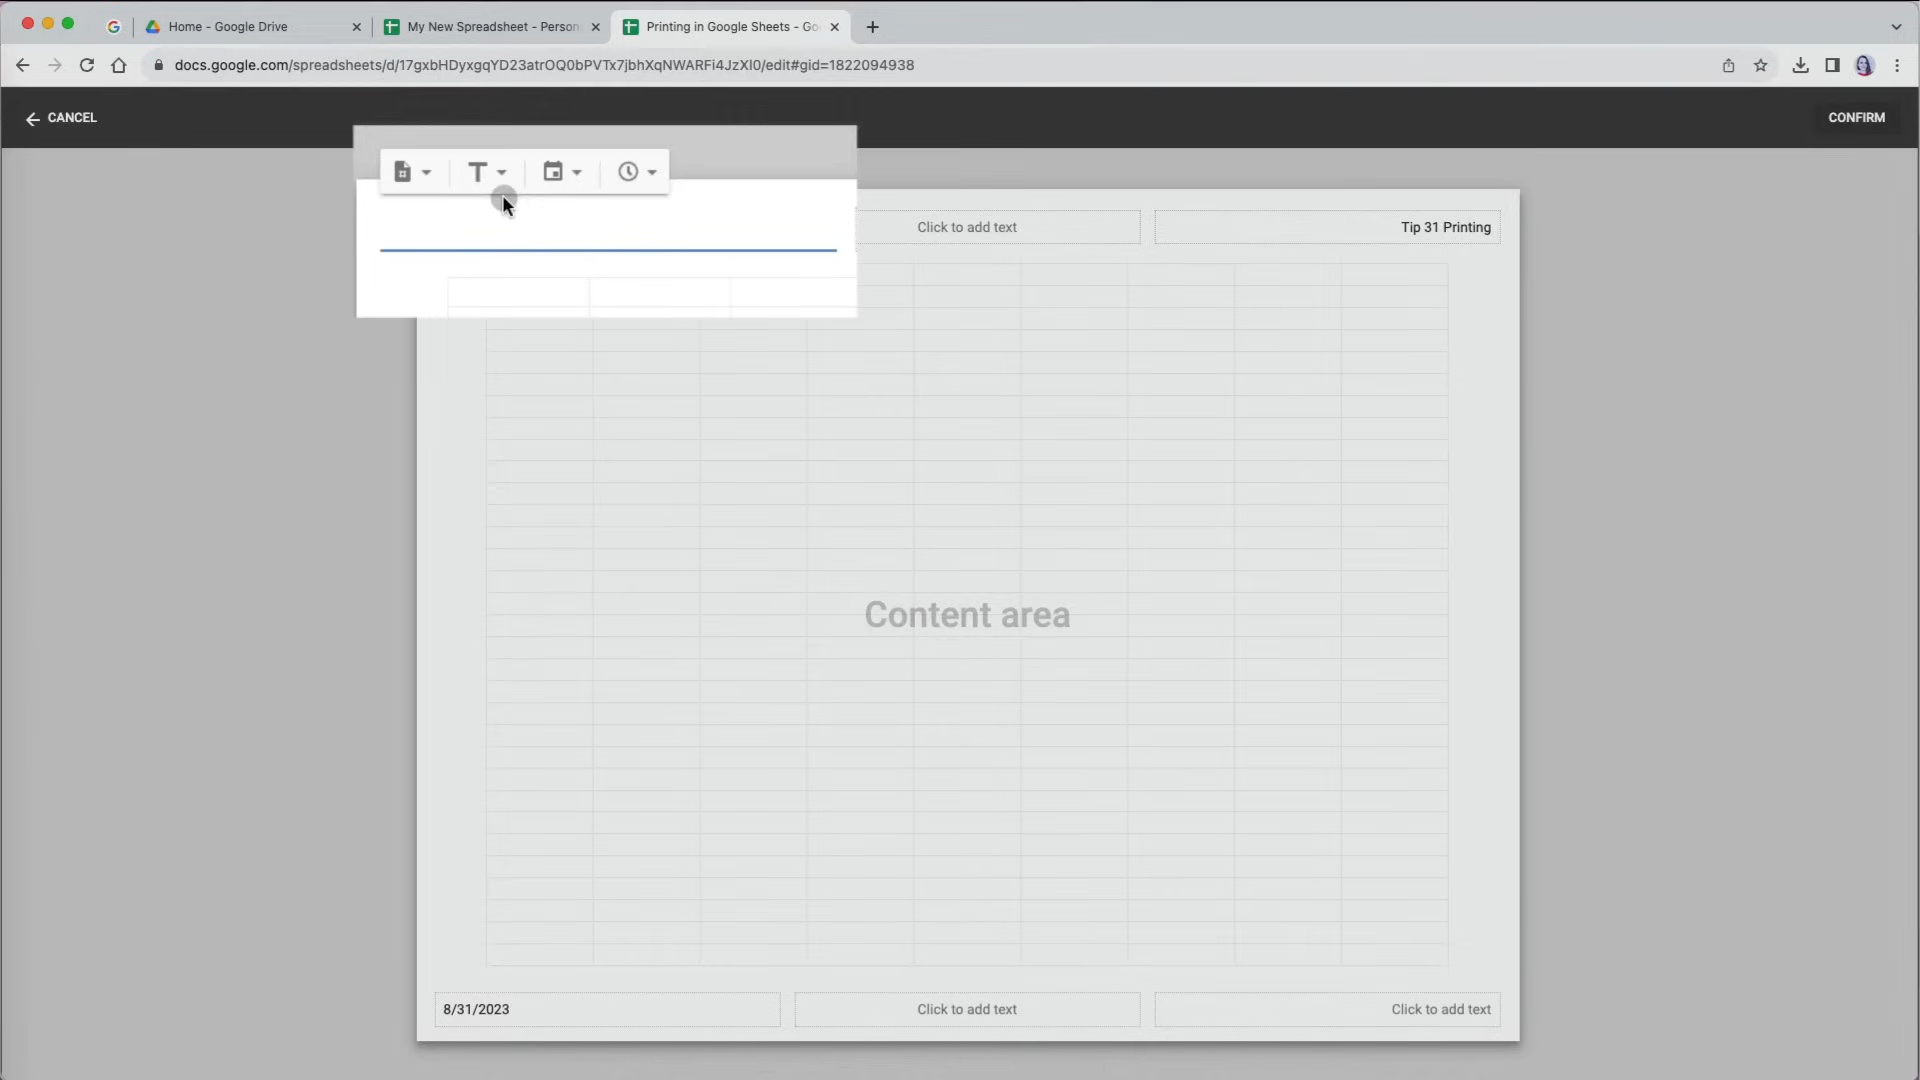 Home - Google Drive
My New Spreadsheet - Person
Printing in Google Sheets - Go
docs.google.com/spreadsheets/d/17gxbHDyxgqYD23atrOQ0bPVTx7jbhXqNWARFi4JzXI0/edit#gid=1822094938
CANCEL
CONFIRM
Click to add text
Tip 31 Printing
Content area
8/31/2023
Click to add text
Click to add text